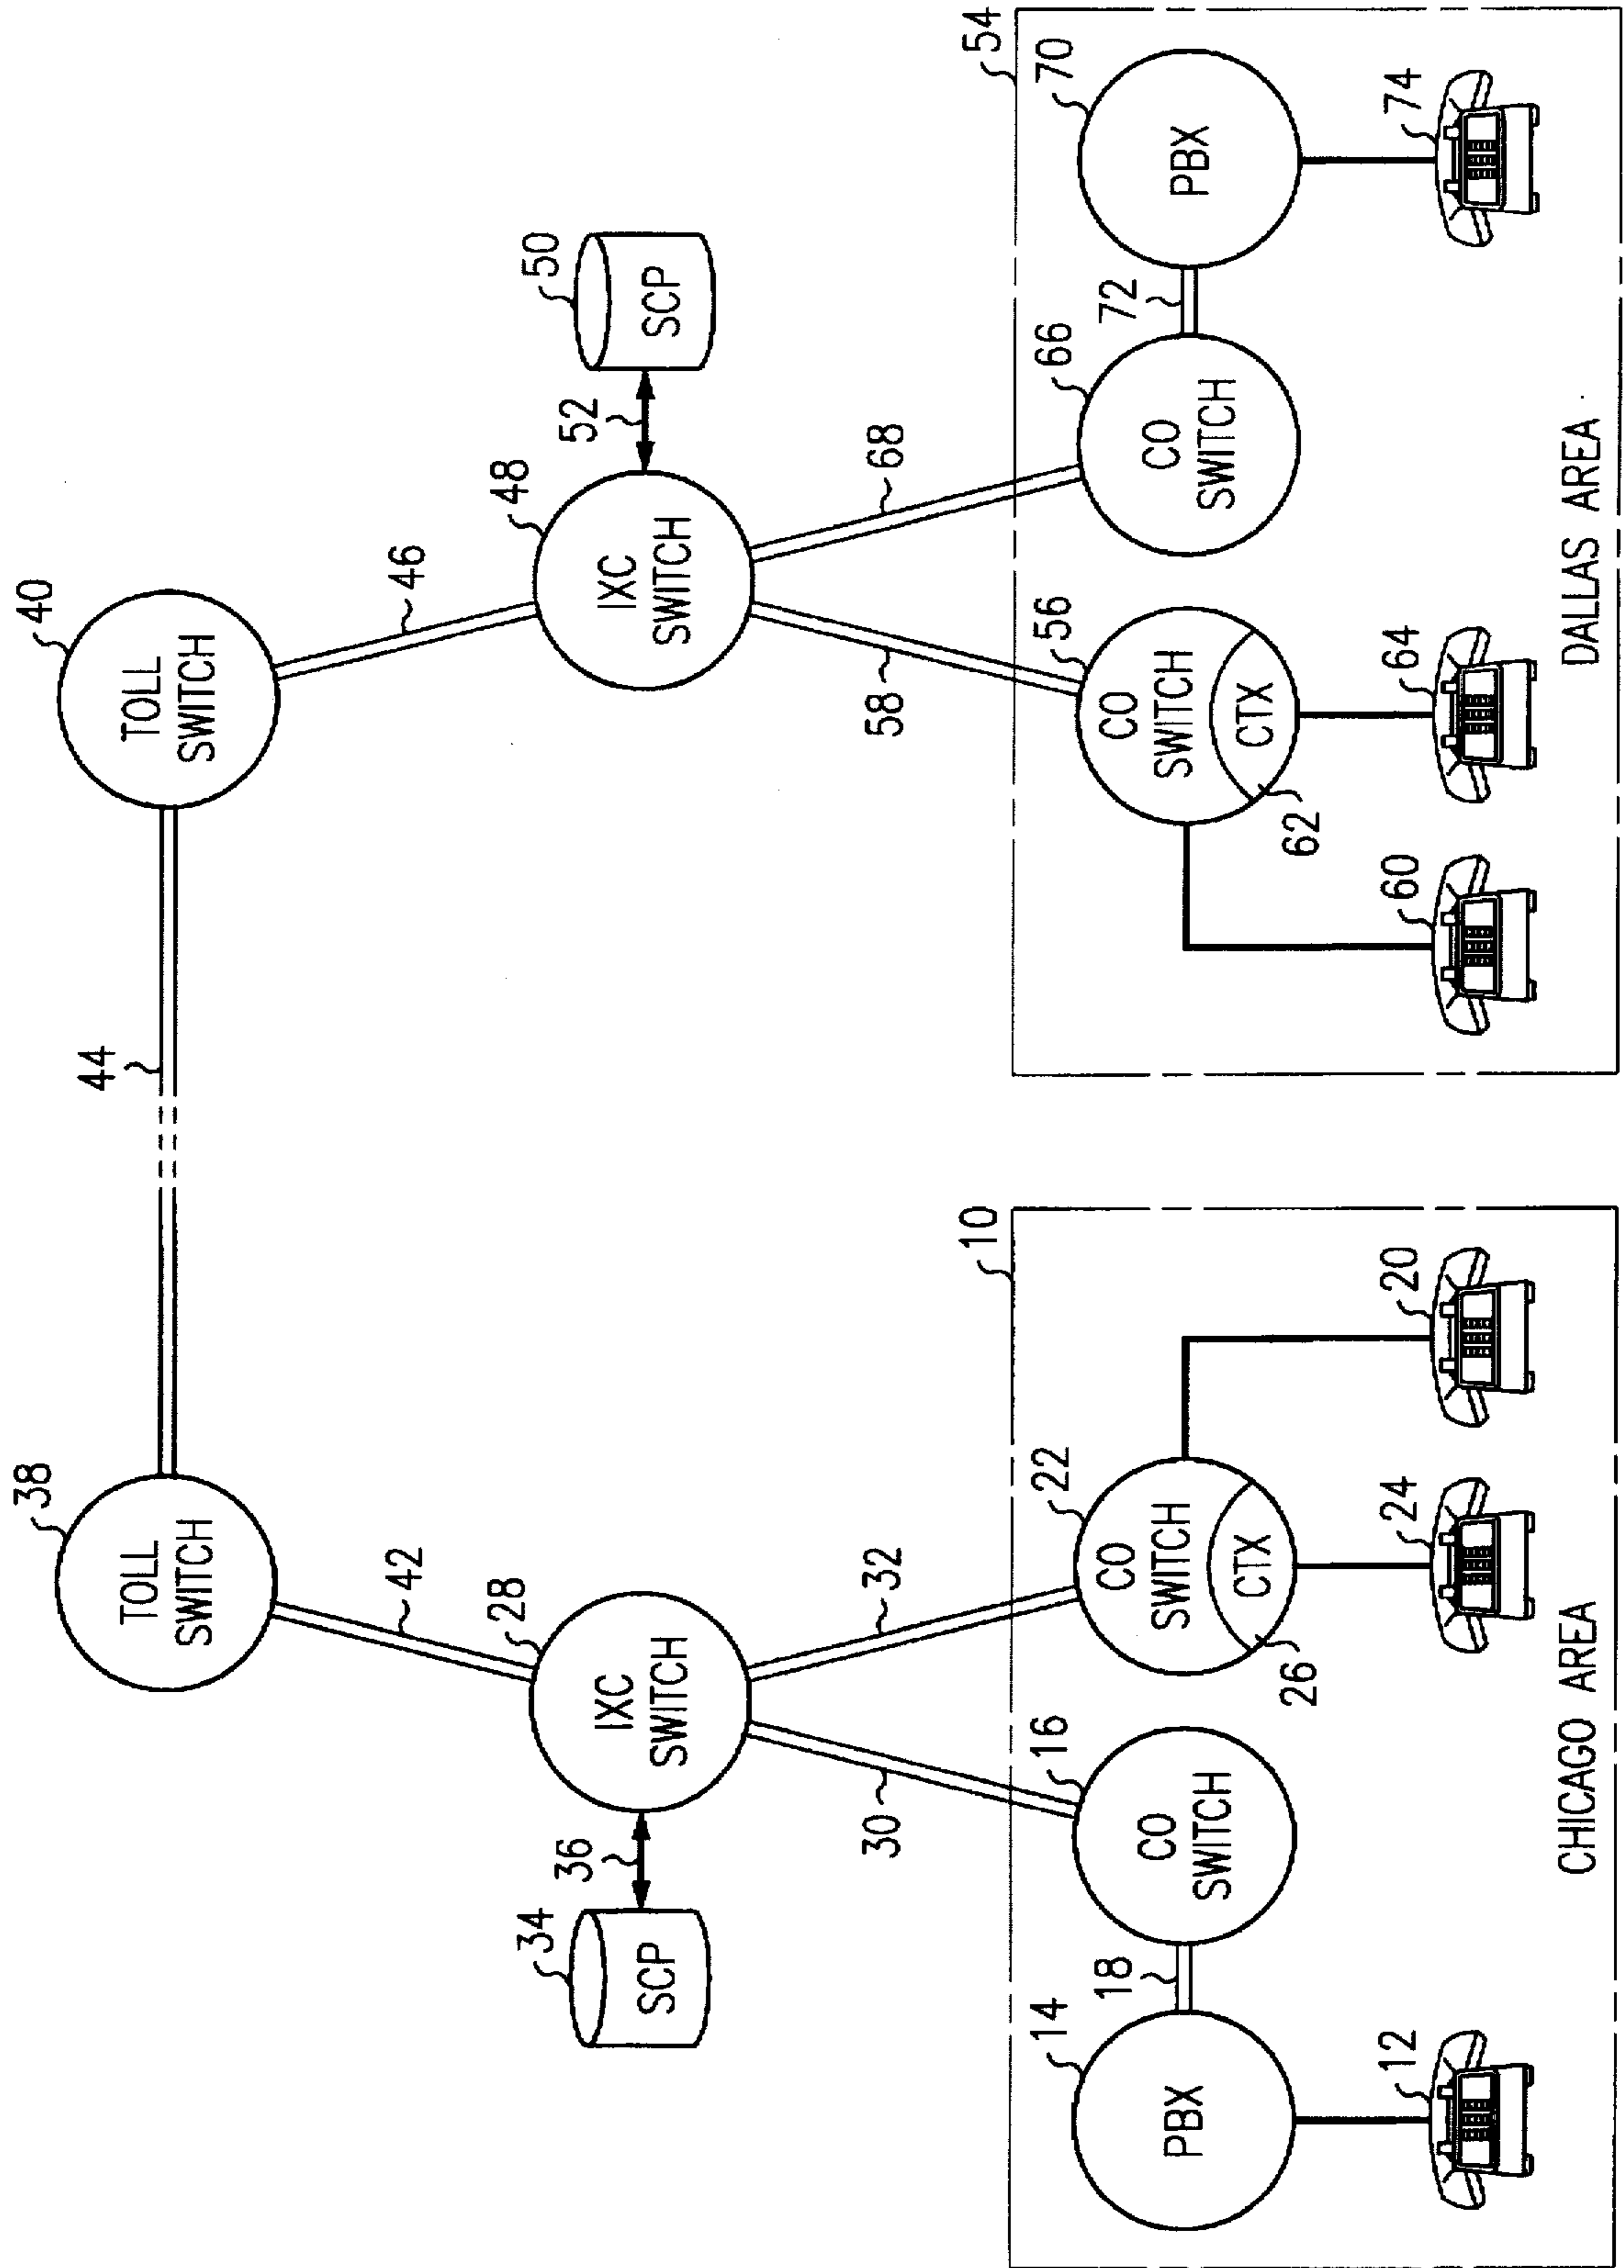 38
TOLL
SWITCH
44
40
TOLL
SWITCH
42
46
34
SCP
36
28
IXC
SWITCH
48
IXC
SWITCH
52
50
SCP
30
32
58
68
10
54
14
PBX
18
16
CO
SWITCH
22
CO
SWITCH
CTX
26
56
CO
SWITCH
CTX
62
66
CO
SWITCH
72
70
PBX
12
24
20
60
64
74
CHICAGO AREA
DALLAS AREA